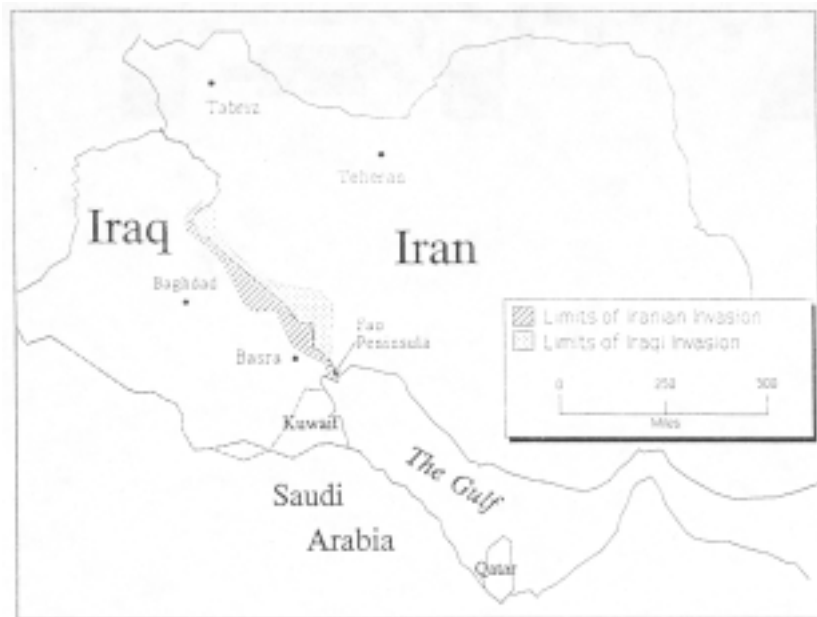 Tabriz
Teheran
Iraq
Iran
Baghdad
Fao
Peninsula
Basra
Limits of Iranian Invasion
Limits of Iraqi Invasion
0 250 500
Miles
Kuwait
The Gulf
Saudi
Arabia
Qatar